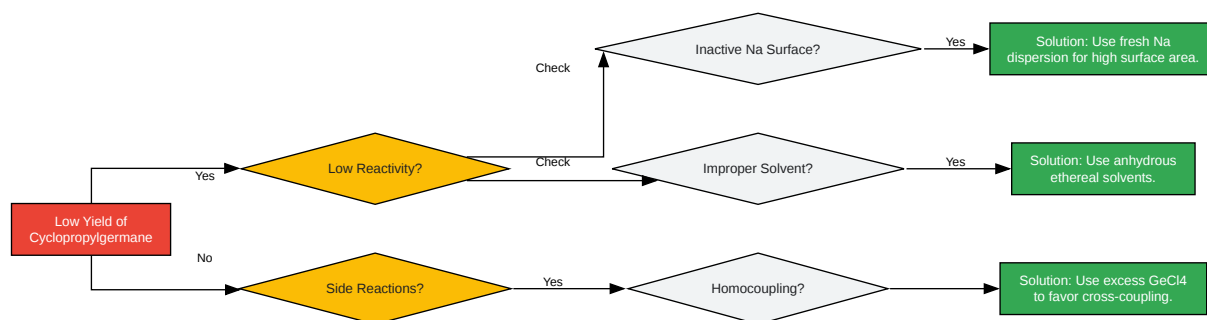 Inactive Na Surface?
Yes
Solution: Use fresh Na
dispersion for high surface area.
Check
Low Reactivity?
Check
Improper Solvent?
Yes
Solution: Use anhydrous
ethereal solvents.
Yes
Low Yield of
Cyclopropylgermane
No
Side Reactions?
Yes
Homocoupling?
Solution: Use excess GeCl4
to favor cross-coupling.